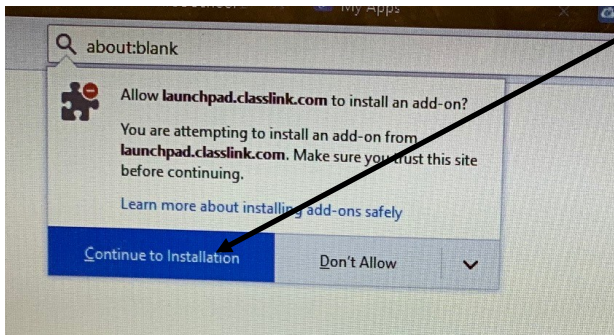 My Apps
about:blank
Allow launchpad.classlink.com to install an add-on?
You are attempting to install an add-on from
launchpad.classlink.com. Make sure you trust this site
before continuing.
Learn more about installing add-ons safely
Continue to Installation
Don't Allow